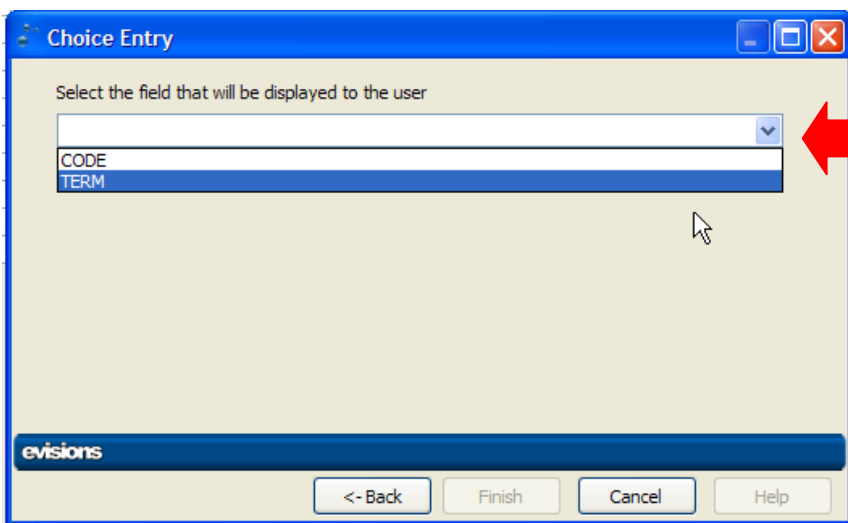 Choice Entry
Select the field that will be displayed to the user
CODE
TERM
evisions
<- Back Finish Cancel Help